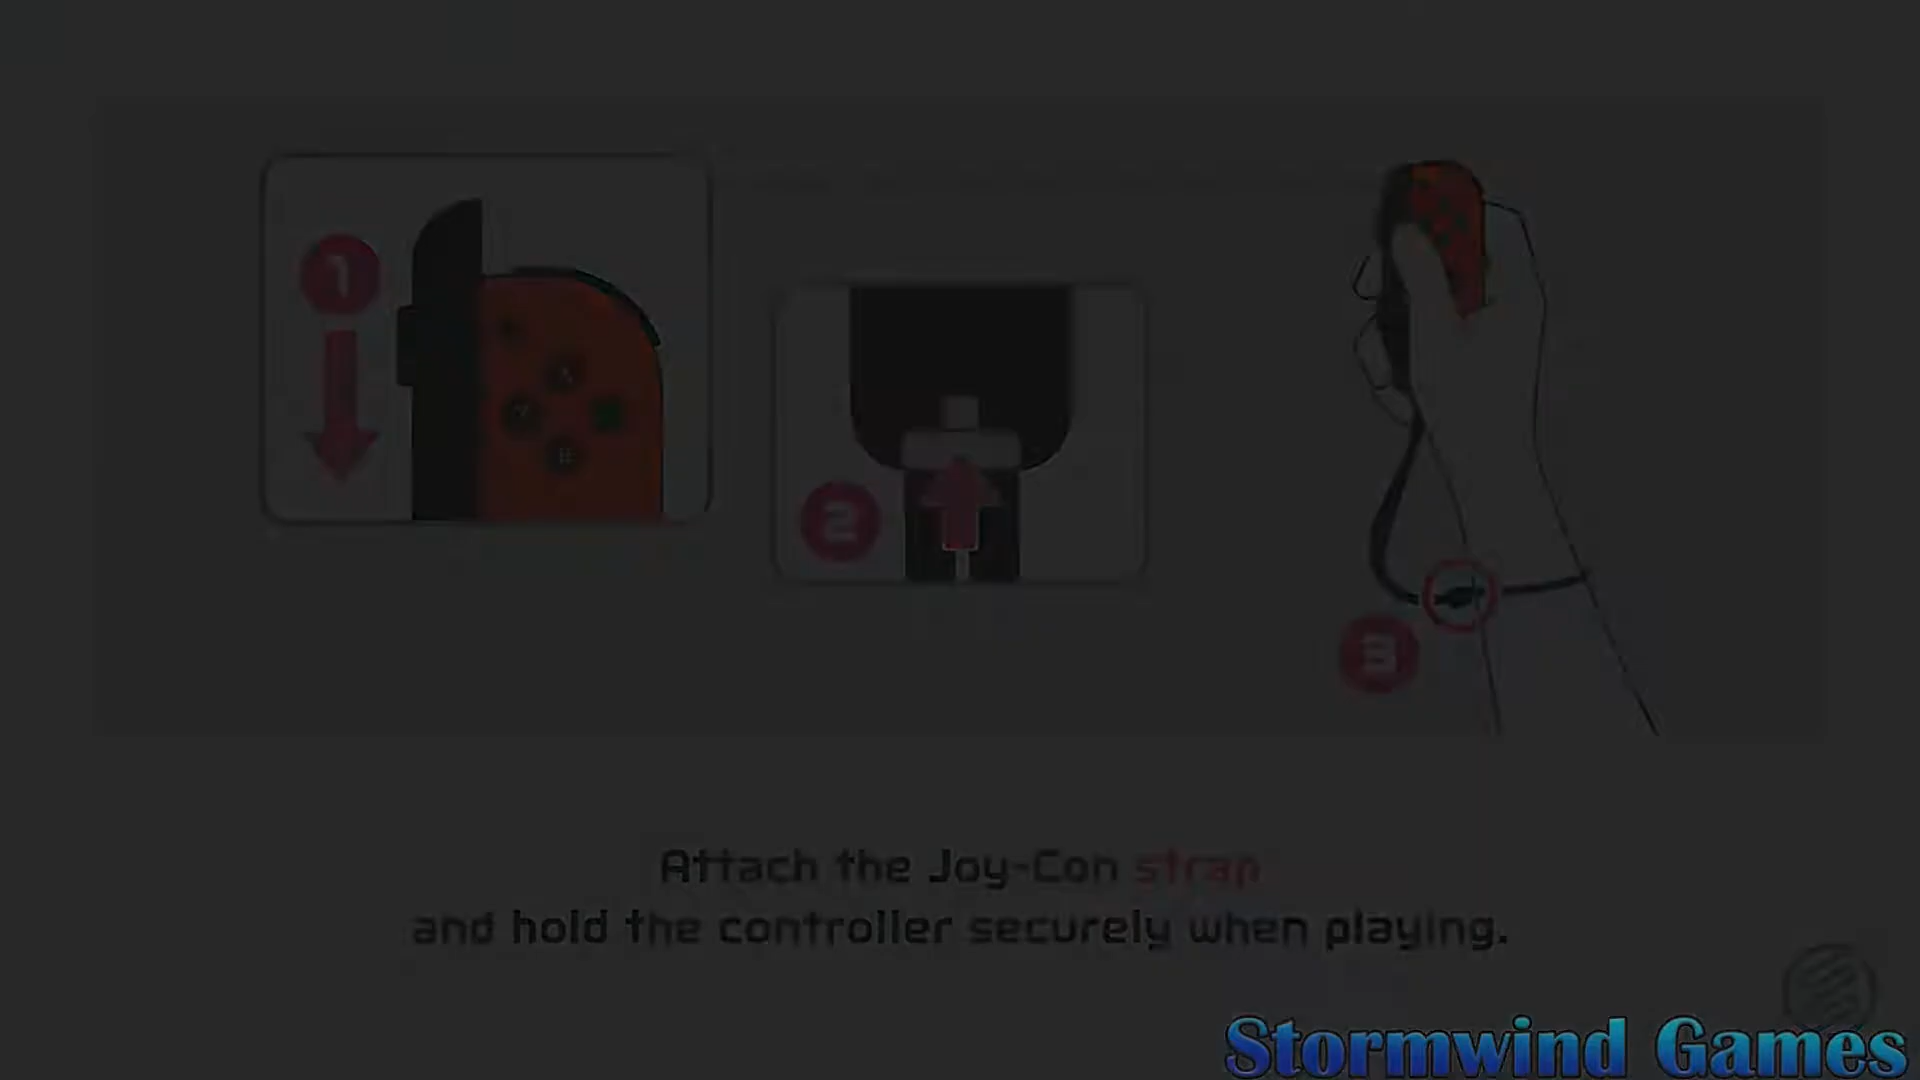 1
X
Y
B
2
3
Attach the Joy-Con strap
and hold the controller securely when playing.
Stormwind Games